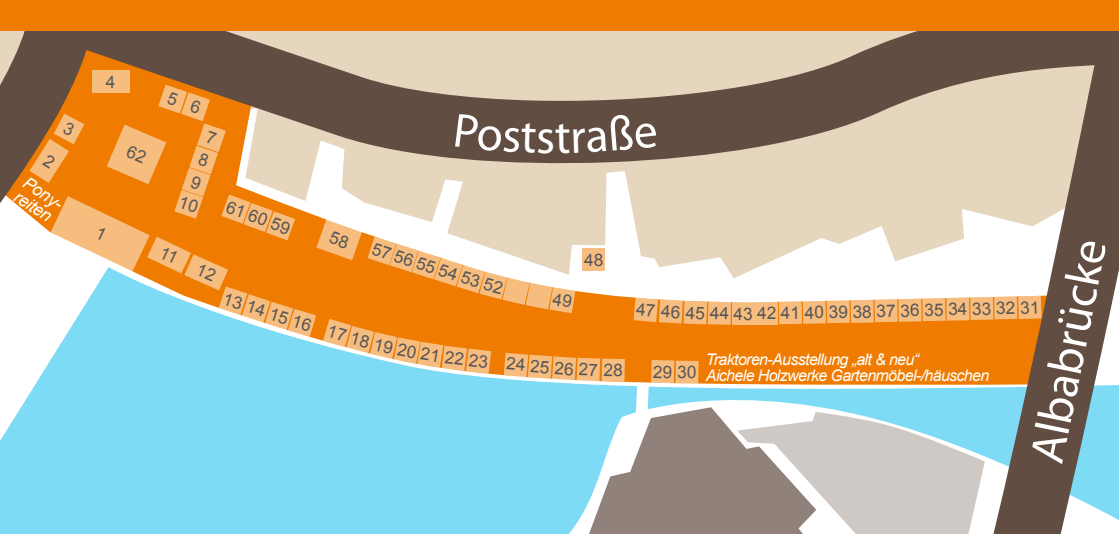 Poststraße
4
5 6
3
7
62
8
2
9
10
Pony-
reiten
1
61 60 59
58
57 56 55 54 53 52
49
48
47 46 45 44 43 42 41 40 39 38 37 36 35 34 33 32 31
11 12
13 14 15 16
17 18 19 20 21 22 23
24 25 26 27 28
29 30
Traktoren-Ausstellung „alt & neu“
Aichele Holzwerke Gartenmöbel-/häuschen
Albabrücke